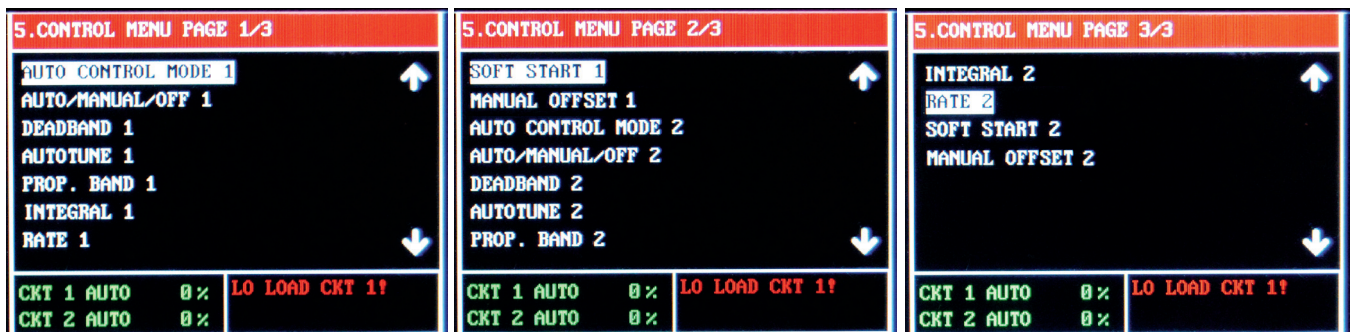 5.CONTROL MENU PAGE 1/3
AUTO CONTROL MODE 1
AUTO/MANUAL/OFF 1
DEADBAND 1
AUTOTUNE 1
PROP. BAND 1
INTEGRAL 1
RATE 1
CKT 1 AUTO 0%
CKT 2 AUTO 0%
LO LOAD CKT 1!
5.CONTROL MENU PAGE 2/3
SOFT START 1
MANUAL OFFSET 1
AUTO CONTROL MODE 2
AUTO/MANUAL/OFF 2
DEADBAND 2
AUTOTUNE 2
PROP. BAND 2
CKT 1 AUTO 0%
CKT 2 AUTO 0%
LO LOAD CKT 1!
5.CONTROL MENU PAGE 3/3
INTEGRAL 2
RATE 2
SOFT START 2
MANUAL OFFSET 2
CKT 1 AUTO 0%
CKT 2 AUTO 0%
LO LOAD CKT 1!